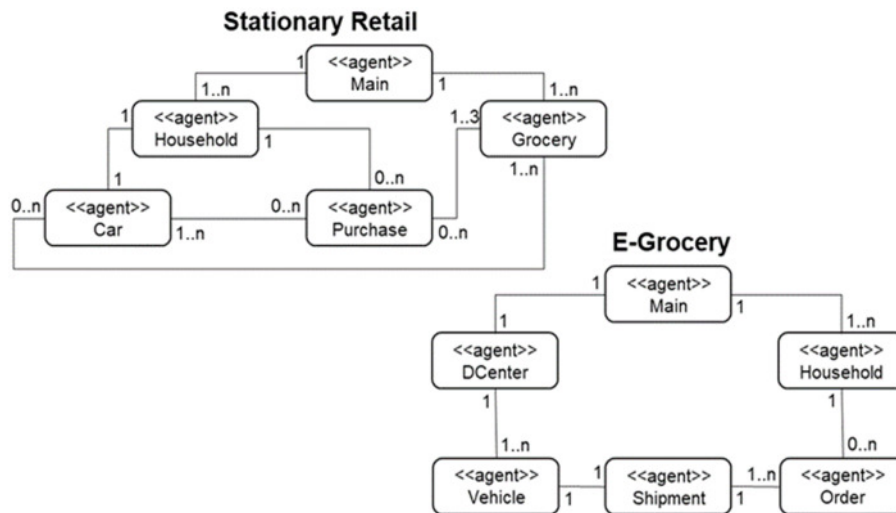 Stationary Retail
1
<<agent>>
Main
1
1..n
1..n
1
<<agent>>
Household
1
1..3
<<agent>>
Grocery
1..n
1
0..n
0..n
<<agent>>
Car
1..n
0..n
<<agent>>
Purchase
0..n
E-Grocery
1
<<agent>>
Main
1
1
1..n
<<agent>>
DCenter
1
<<agent>>
Household
1
1..n
0..n
<<agent>>
Vehicle
1
1
<<agent>>
Shipment
1
1..n
<<agent>>
Order